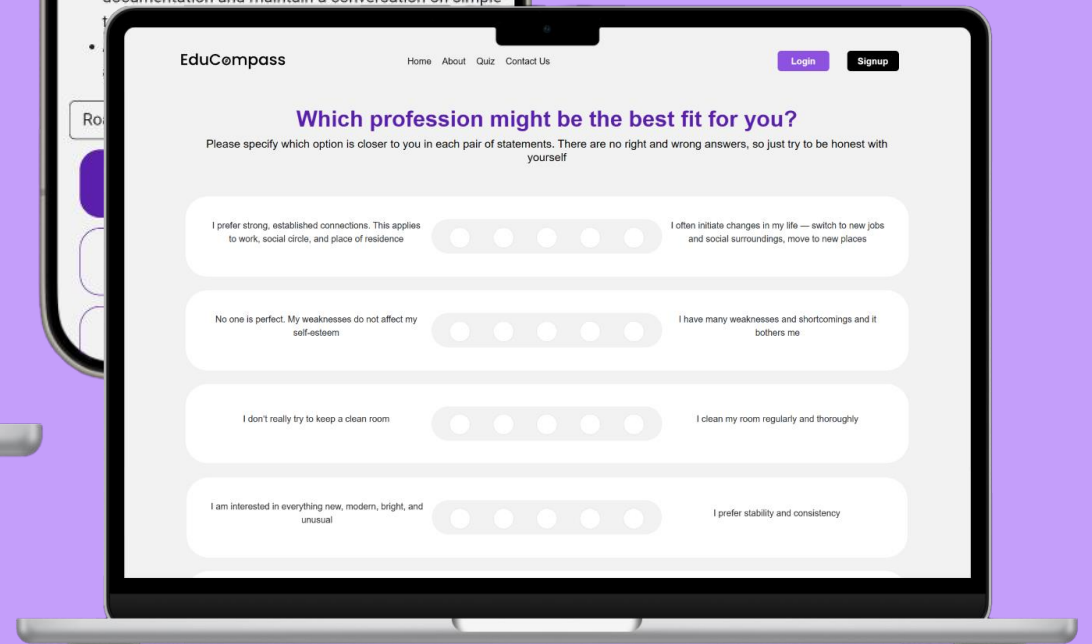 documentation and maintain a conversation on simple
EduCompass
Home About Quiz Contact Us
Login
Signup
Which profession might be the best fit for you?
Please specify which option is closer to you in each pair of statements. There are no right and wrong answers, so just try to be honest with
yourself
I prefer strong, established connections. This applies
to work, social circle, and place of residence
I often initiate changes in my life — switch to new jobs
and social surroundings, move to new places
No one is perfect. My weaknesses do not affect my
self-esteem
I have many weaknesses and shortcomings and it
bothers me
I don't really try to keep a clean room
I clean my room regularly and thoroughly
I am interested in everything new, modern, bright, and
unusual
I prefer stability and consistency